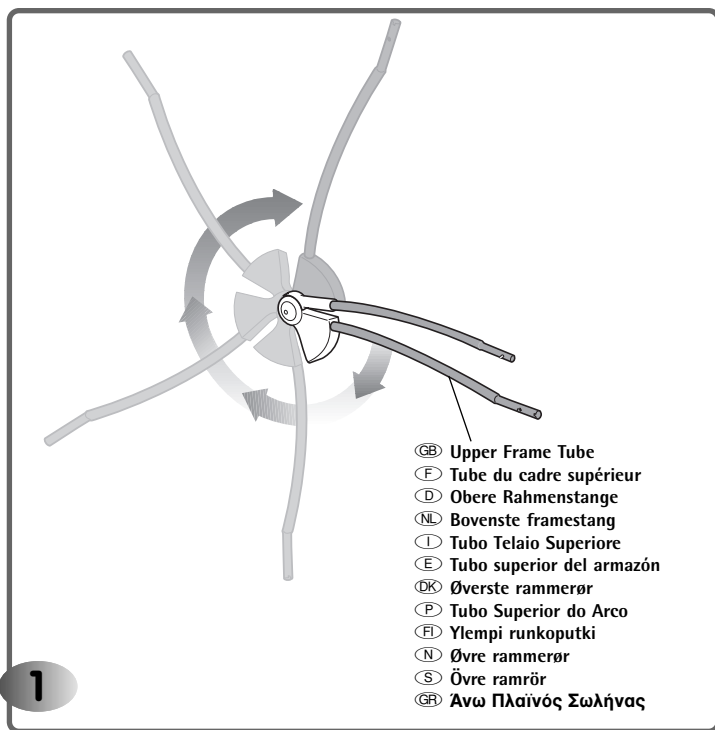 GB Upper Frame Tube
F Tube du cadre supérieur
D Obere Rahmenstange
NL Bovenste framestang
I Tubo Telaio Superiore
E Tubo superior del armazón
DK Øverste rammerør
P Tubo Superior do Arco
FI Ylempi runkoputki
N Øvre rammerør
S Övre ramrör
GR Άνω Πλαϊνός Σωλήνας
1